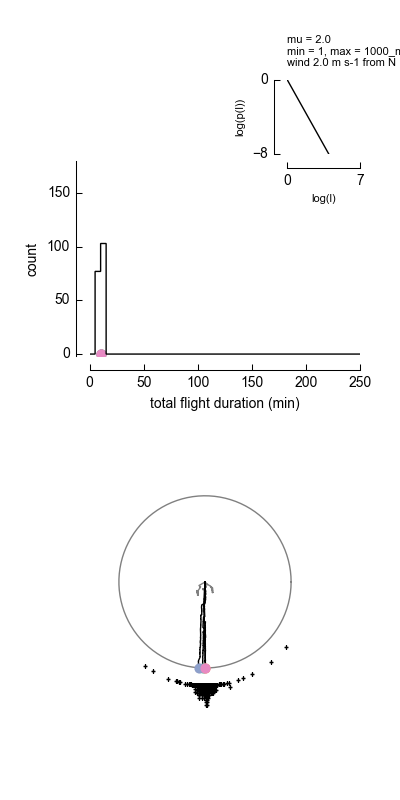 mu = 2.0
min = 1, max = 1000_m
wind 2.0 m s-1 from N
0
−8
log(p(l))
0 7
log(l)
150
100
50
0
count
0 50 100 150 200 250
total flight duration (min)